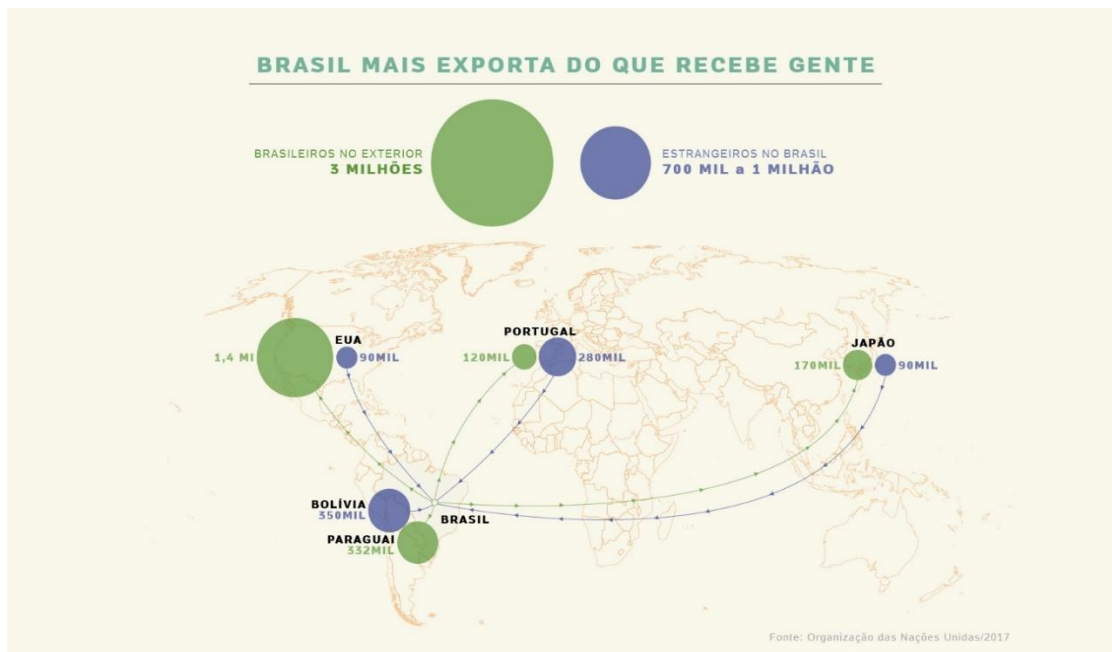 BRASIL MAIS EXPORTA DO QUE RECEBE GENTE
BRASILEIROS NO EXTERIOR
3 MILHÕES
ESTRANGEIROS NO BRASIL
700 MIL a 1 MILHÃO
EUA
1,4 MI
90MIL
PORTUGAL
120MIL
280MIL
JAPÃO
170MIL
90MIL
BOLÍVIA
350MIL
BRASIL
PARAGUAI
332MIL
Fonte: Organização das Nações Unidas/2017